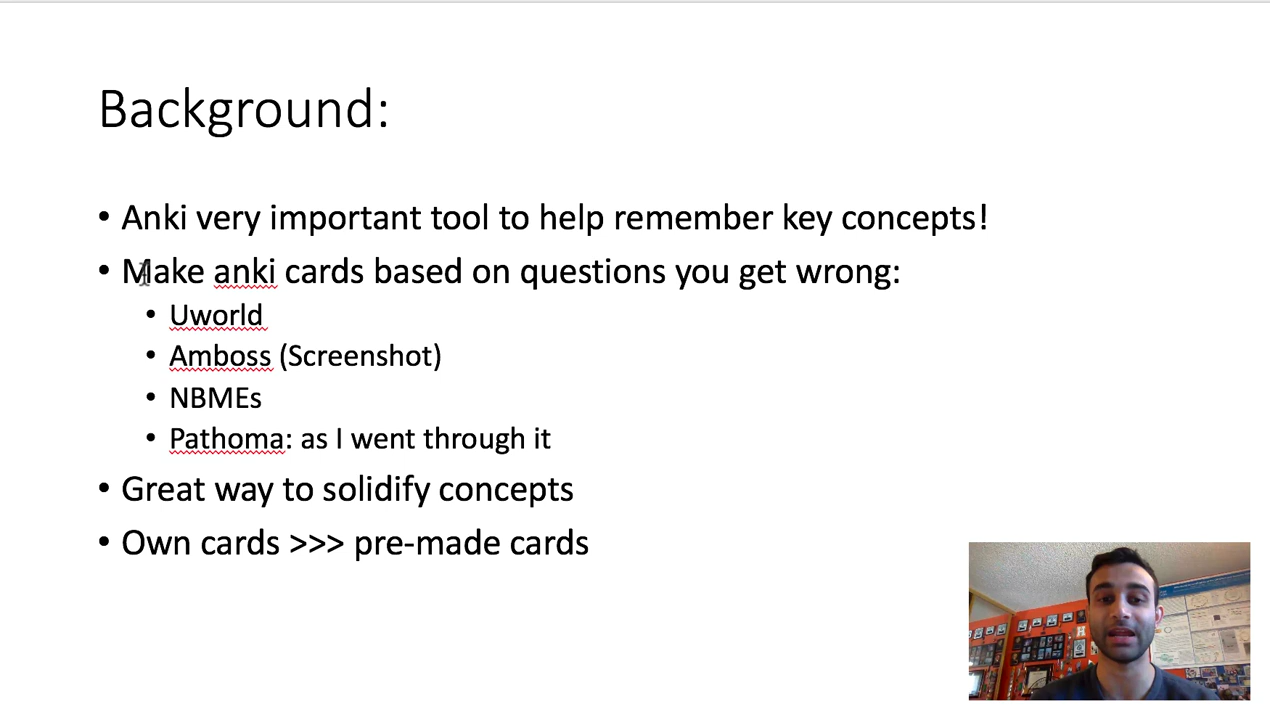 Background:
• Anki very important tool to help remember key concepts!
• Make anki cards based on questions you get wrong:
• Uworld
• Amboss (Screenshot)
• NBMEs
• Pathoma: as I went through it
• Great way to solidify concepts
• Own cards >>> pre-made cards
H